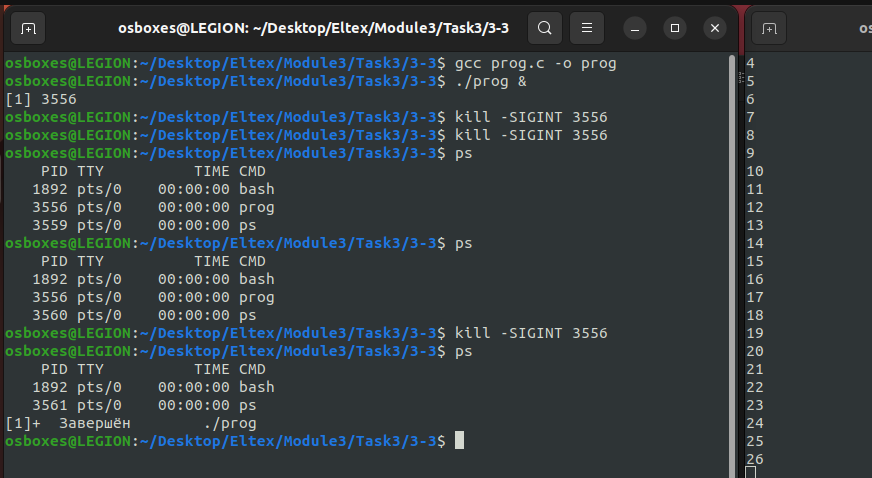 osboxes@LEGION: ~/Desktop/Eltex/Module3/Task3/3-3
osboxes@LEGION:~/Desktop/Eltex/Module3/Task3/3-3$ gcc prog.c -o prog
osboxes@LEGION:~/Desktop/Eltex/Module3/Task3/3-3$ ./prog &
[1] 3556
osboxes@LEGION:~/Desktop/Eltex/Module3/Task3/3-3$ kill -SIGINT 3556
osboxes@LEGION:~/Desktop/Eltex/Module3/Task3/3-3$ kill -SIGINT 3556
osboxes@LEGION:~/Desktop/Eltex/Module3/Task3/3-3$ ps
    PID TTY          TIME CMD
   1892 pts/0    00:00:00 bash
   3556 pts/0    00:00:00 prog
   3559 pts/0    00:00:00 ps
osboxes@LEGION:~/Desktop/Eltex/Module3/Task3/3-3$ ps
    PID TTY          TIME CMD
   1892 pts/0    00:00:00 bash
   3556 pts/0    00:00:00 prog
   3560 pts/0    00:00:00 ps
osboxes@LEGION:~/Desktop/Eltex/Module3/Task3/3-3$ kill -SIGINT 3556
osboxes@LEGION:~/Desktop/Eltex/Module3/Task3/3-3$ ps
    PID TTY          TIME CMD
   1892 pts/0    00:00:00 bash
   3561 pts/0    00:00:00 ps
[1]+  Завершён        ./prog
osboxes@LEGION:~/Desktop/Eltex/Module3/Task3/3-3$
os
4
5
6
7
8
9
10
11
12
13
14
15
16
17
18
19
20
21
22
23
24
25
26